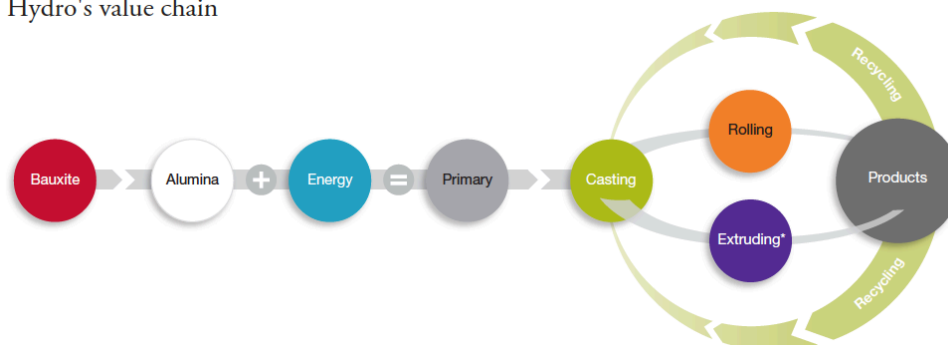 Hydro's value chain
Bauxite
Alumina
+
Energy
=
Primary
Casting
Rolling
Extruding*
Products
Recycling
Recycling